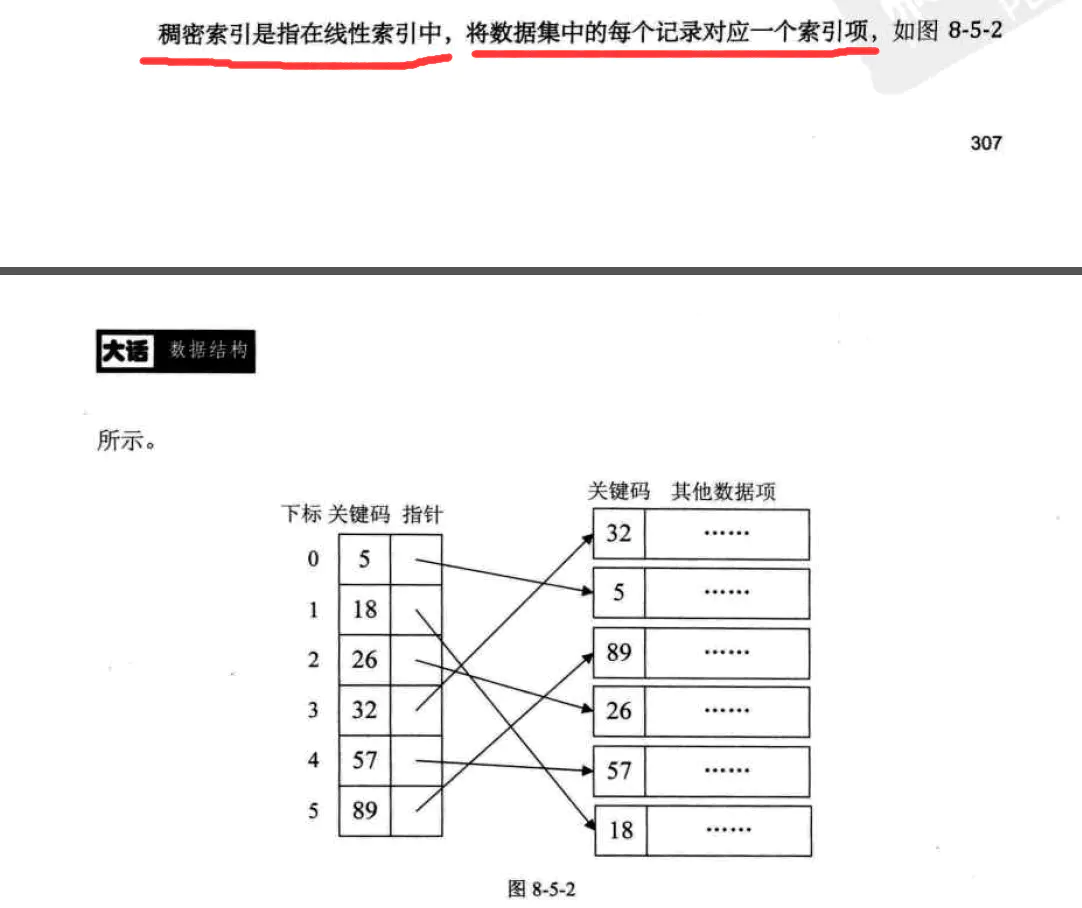 稠密索引是指在线性索引中，将数据集中的每个记录对应一个索引项，如图 8-5-2
307
大话 数据结构
所示。
关键码 其他数据项
下标 关键码 指针
32 ……
0 5
5 ……
1 18
89 ……
2 26
26 ……
3 32
57 ……
4 57
18 ……
5 89
图 8-5-2